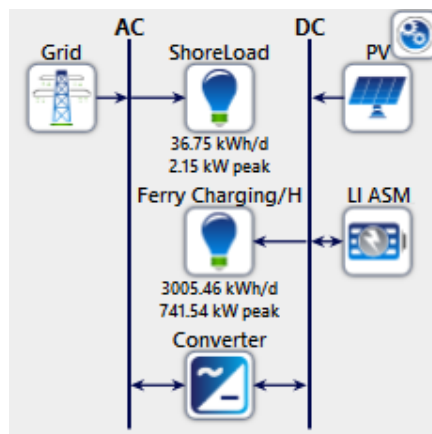 AC DC
Grid ShoreLoad PV
36.75 kWh/d
2.15 kW peak
Ferry Charging/H LI ASM
3005.46 kWh/d
741.54 kW peak
Converter